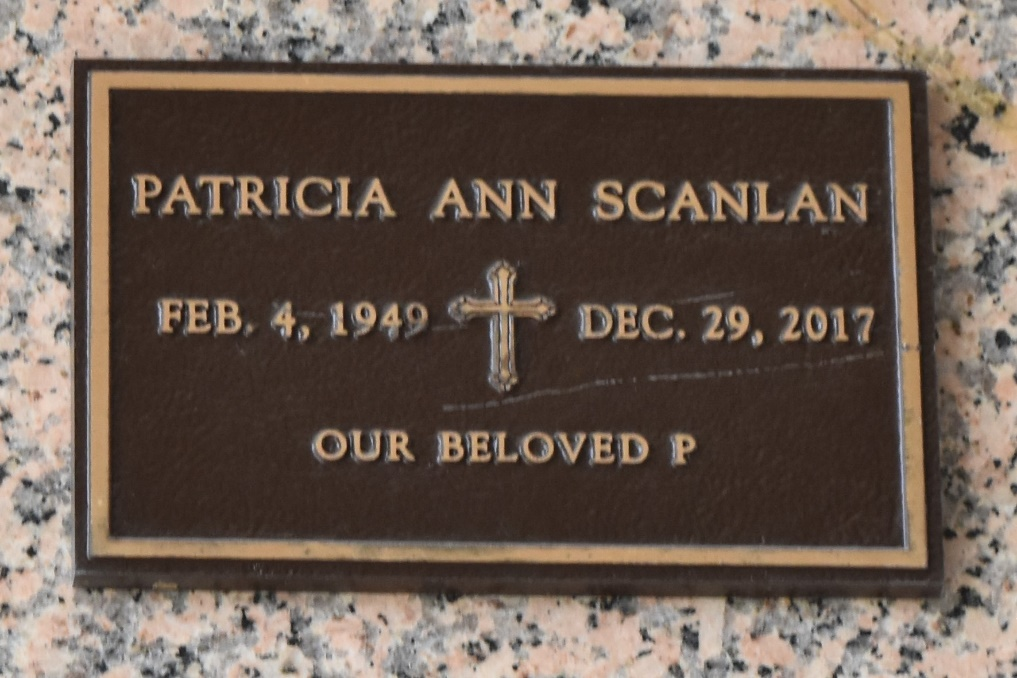 PATRICIA ANN SCANLAN
FEB. 4, 1949 DEC. 29, 2017
OUR BELOVED P